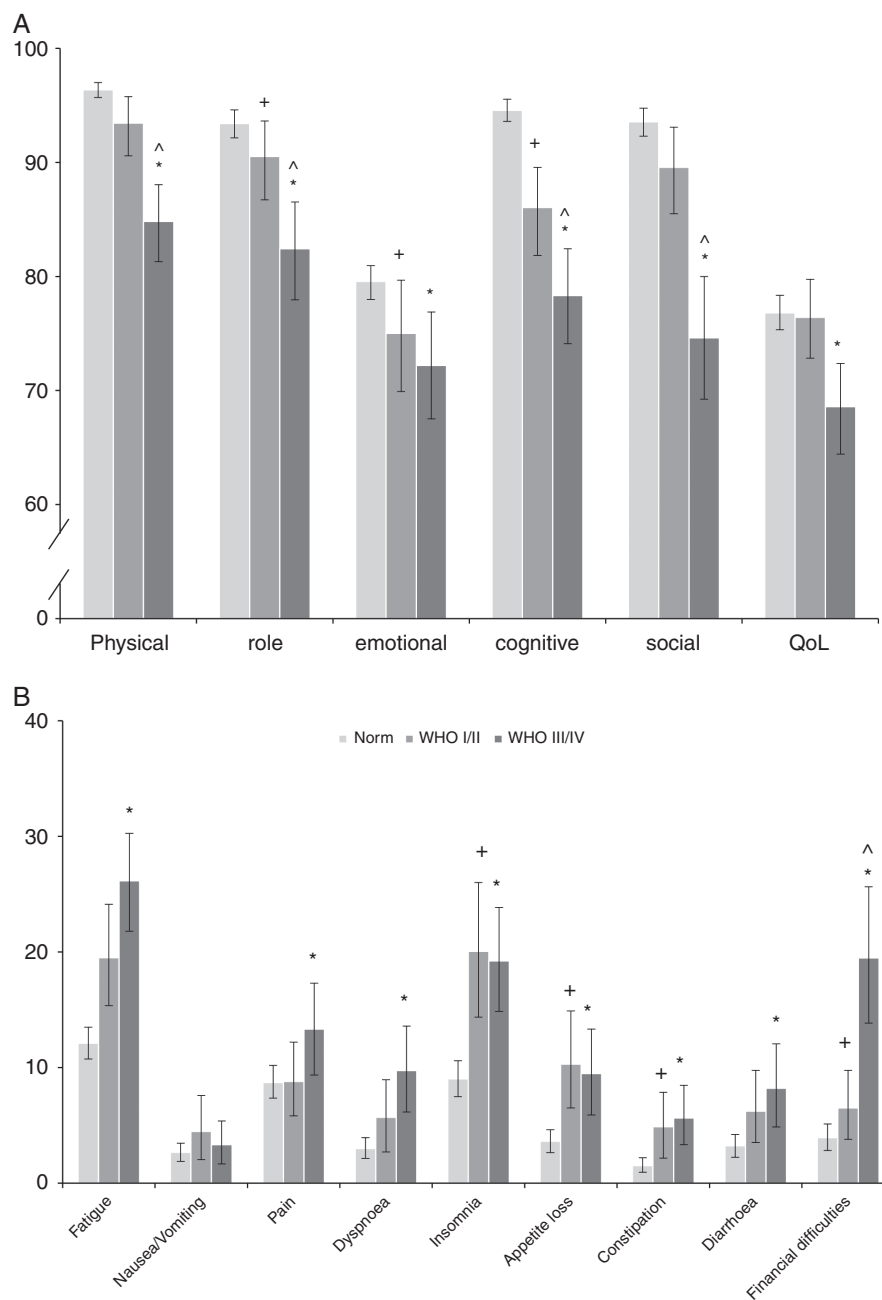 A
100
90
80
70
60
0
+
^
*
^
*
+
*
+
^
*
^
*
*
Physical role emotional cognitive social QoL
B
40
30
20
10
0
Norm WHO I/II WHO III/IV
*
*
*
+
*
+
*
+
*
*
+
^
*
Fatigue
Nausea/Vomiting
Pain
Dyspnoea
Insomnia
Appetite loss
Constipation
Diarrhoea
Financial difficulties